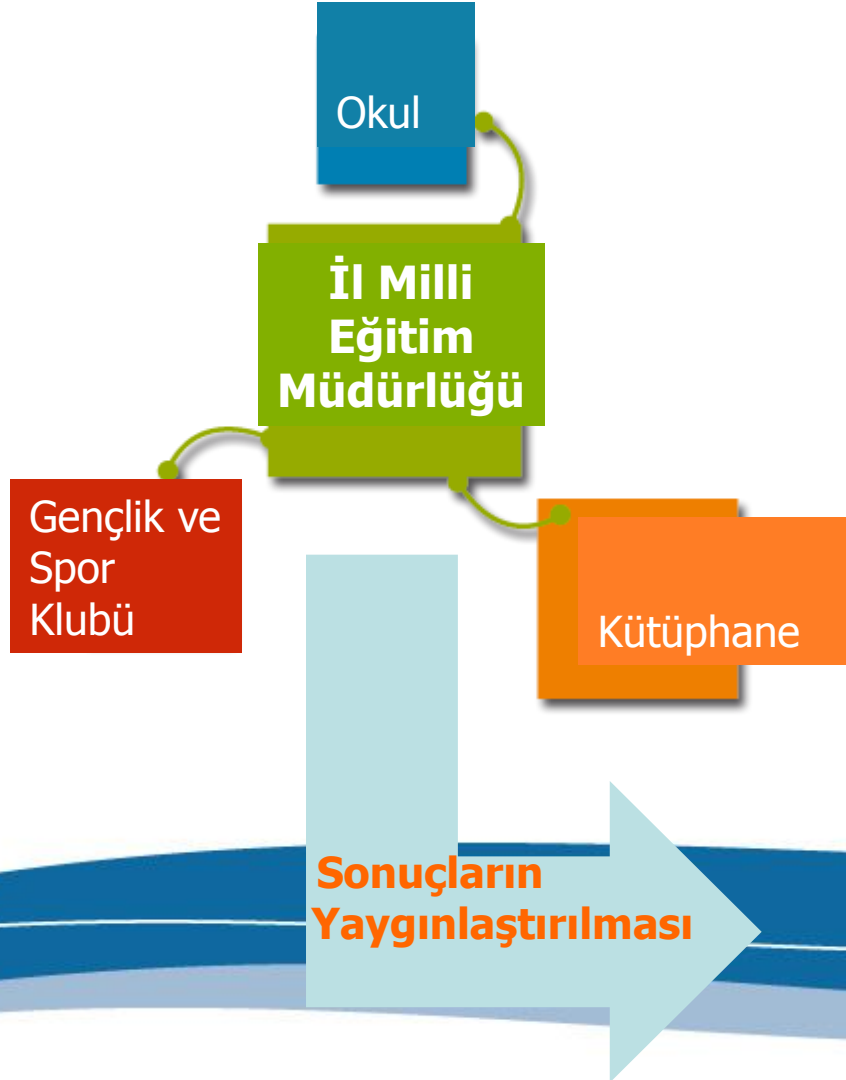 Okul
İl Milli
Eğitim
Müdürlüğü
Gençlik ve
Spor
Klubü
Kütüphane
Sonuçların
Yaygınlaştırılması